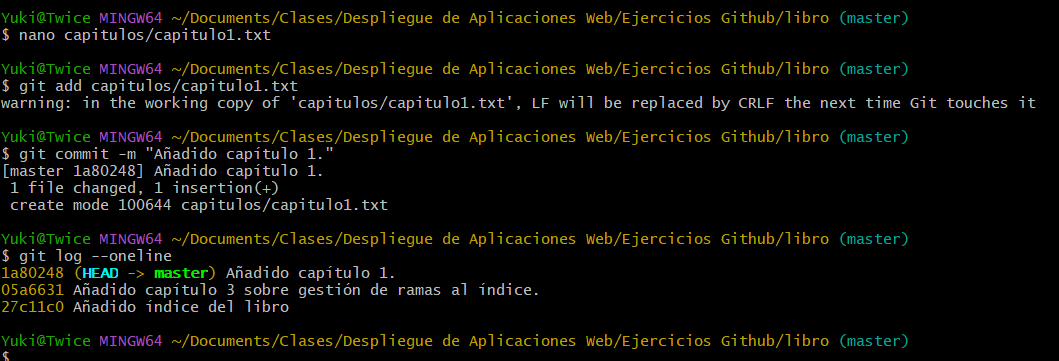 Yuki@Twice MINGW64 ~/Documents/Clases/Despliegue de Aplicaciones Web/Ejercicios Github/libro (master)
$ nano capitulos/capitulo1.txt
Yuki@Twice MINGW64 ~/Documents/Clases/Despliegue de Aplicaciones Web/Ejercicios Github/libro (master)
$ git add capitulos/capitulo1.txt
warning: in the working copy of 'capitulos/capitulo1.txt', LF will be replaced by CRLF the next time Git touches it
Yuki@Twice MINGW64 ~/Documents/Clases/Despliegue de Aplicaciones Web/Ejercicios Github/libro (master)
$ git commit -m "Añadido capítulo 1."
[master 1a80248] Añadido capítulo 1.
1 file changed, 1 insertion(+)
create mode 100644 capitulos/capitulo1.txt
Yuki@Twice MINGW64 ~/Documents/Clases/Despliegue de Aplicaciones Web/Ejercicios Github/libro (master)
$ git log --oneline
1a80248 (HEAD -> master) Añadido capítulo 1.
05a6631 Añadido capítulo 3 sobre gestión de ramas al índice.
27c11c0 Añadido índice del libro
Yuki@Twice MINGW64 ~/Documents/Clases/Despliegue de Aplicaciones Web/Ejercicios Github/libro (master)
$